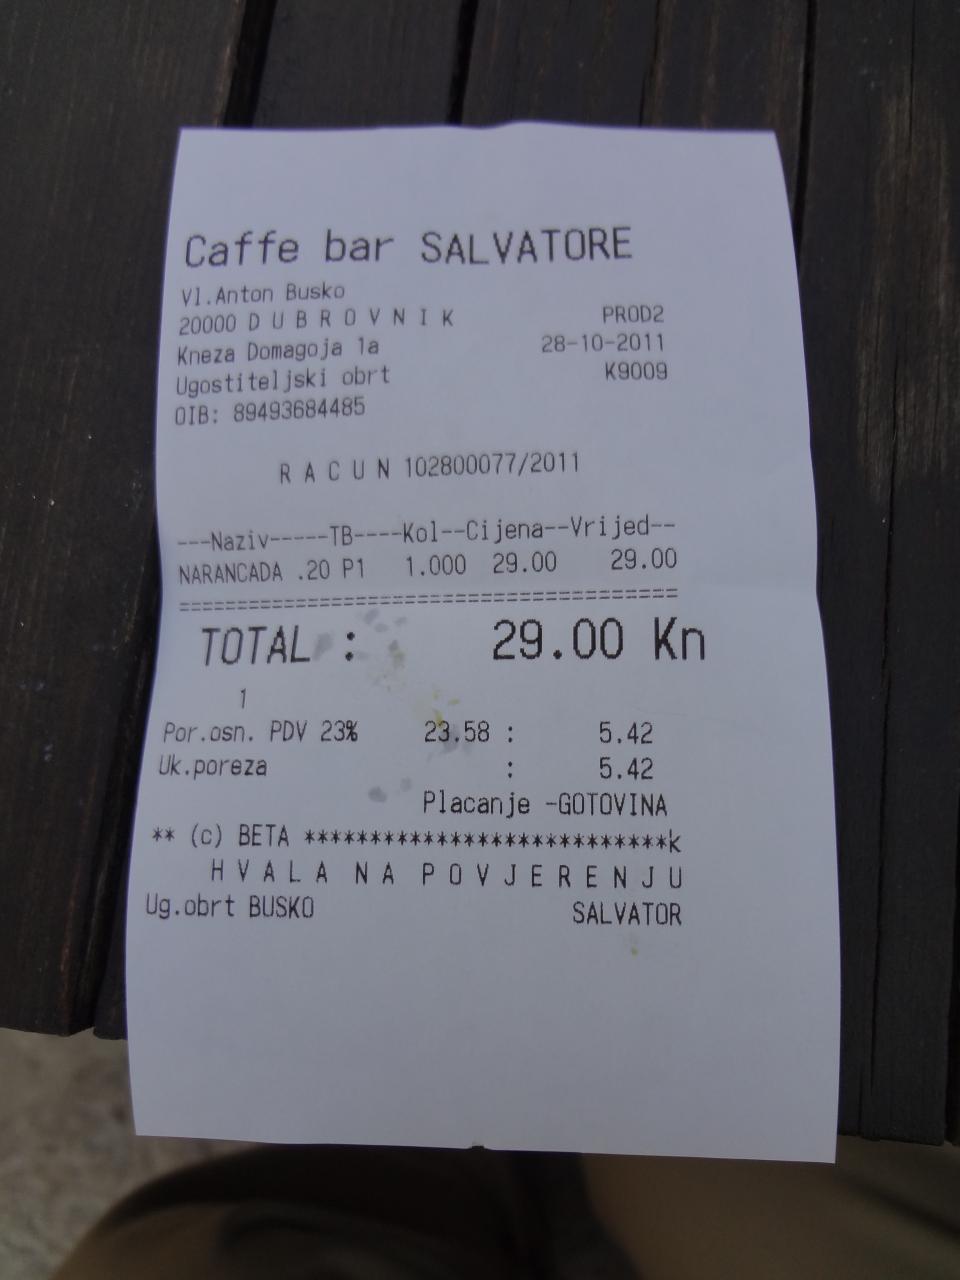 Caffe bar SALVATORE
Vl.Anton Busko
20000 D U B R O V N I K PROD2
Kneza Domagoja 1a 28-10-2011
Ugostiteljski obrt K9009
OIB: 89493684485
R A C U N 102800077/2011
---Naziv-----TB----Kol--Cijena--Vrijed--
NARANCADA .20 P1 1.000 29.00 29.00
========================================
TOTAL : 29.00 Kn
1
Por.osn. PDV 23% 23.58 : 5.42
Uk.poreza : 5.42
Placanje -GOTOVINA
** (c) BETA ***************************k
H V A L A N A P O V J E R E N J U
Ug.obrt BUSKO SALVATOR